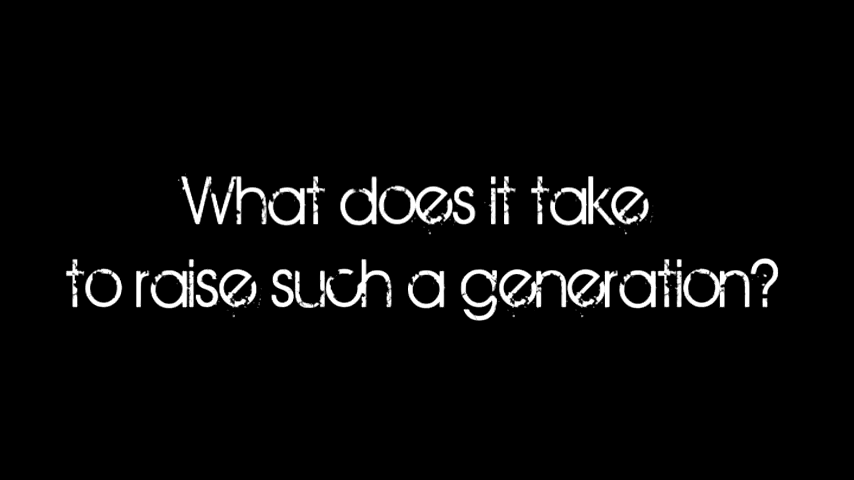 What does it take
to raise such a generation?